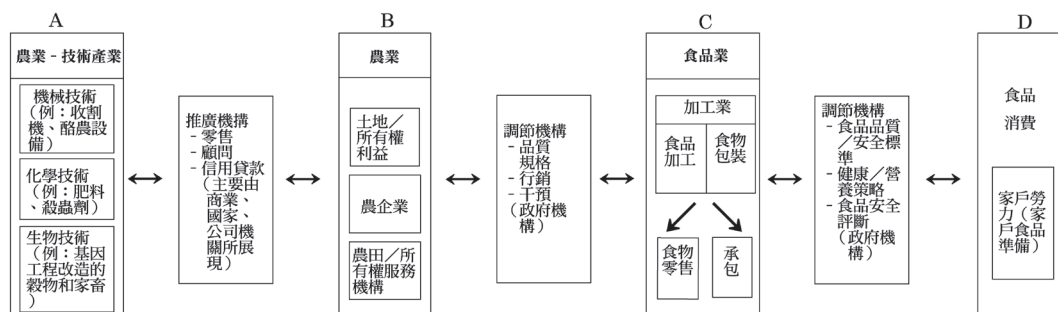 A
農業 - 技術產業
機械技術
（例：收割
機、酪農設
備）
化學技術
（例：肥料
、殺蟲劑）
生物技術
（例：基因
工程改造的
穀物和家畜）
推廣機搆
- 零售
- 顧問
- 信用貸款
（主要由
商業、
國家、
公司機
關所展
現）
B
農業
土地／
所有權
利益
農企業
農田／所
有權服務
機構
調節機構
- 品質
規格
- 行銷
- 干預
（政府機
構）
C
食品業
加工業
食品
加工
食物
包裝
食物
零售
承
包
調節機構
- 食品品質
／安全標
準
- 健康／營
養策略
- 食品安全
評斷
（政府機
構）
D
食品
消費
家戶勞
力（家
戶食品
準備）